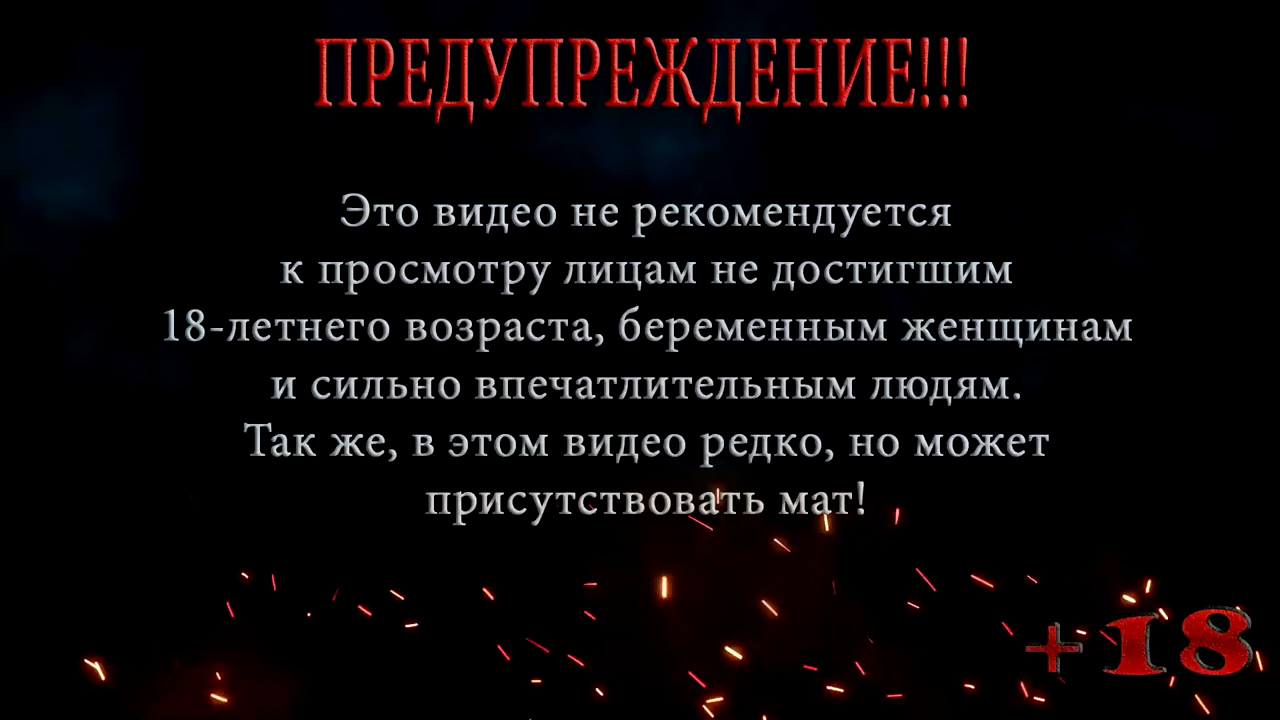 ПРЕДУПРЕЖДЕНИЕ!!!
Это видео не рекомендуется
к просмотру лицам не достигшим
18-летнего возраста, беременным женщинам
и сильно впечатлительным людям.
Так же, в этом видео редко, но может
присутствовать мат!
+18